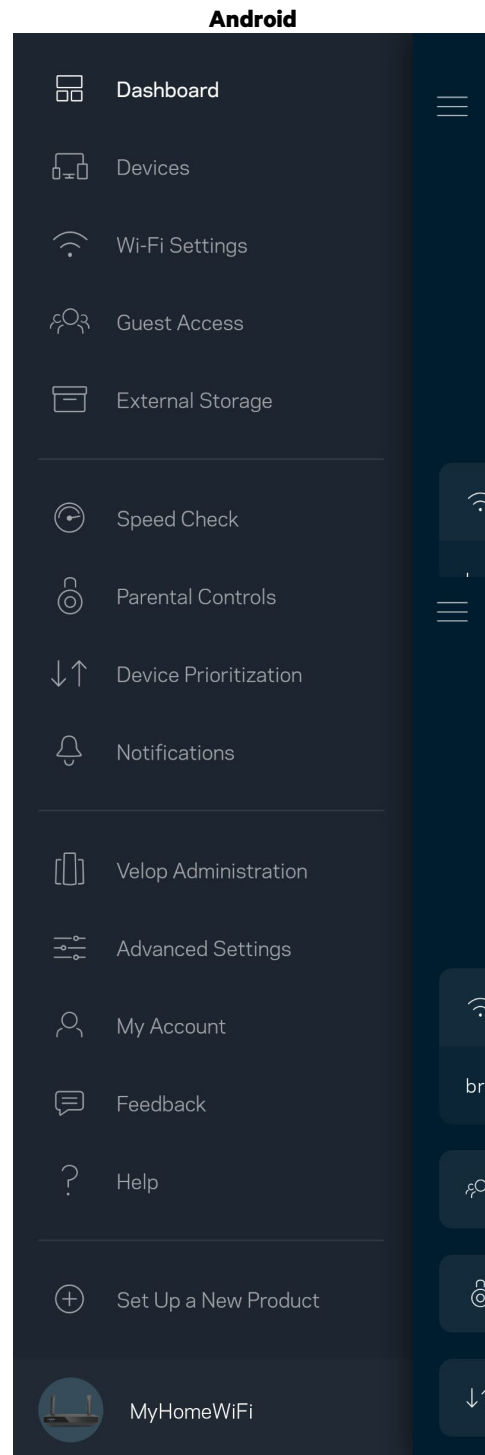 Android
Dashboard
Devices
Wi-Fi Settings
Guest Access
External Storage
Speed Check
Parental Controls
Device Prioritization
Notifications
Velop Administration
Advanced Settings
My Account
br
Feedback
Help
Set Up a New Product
MyHomeWiFi